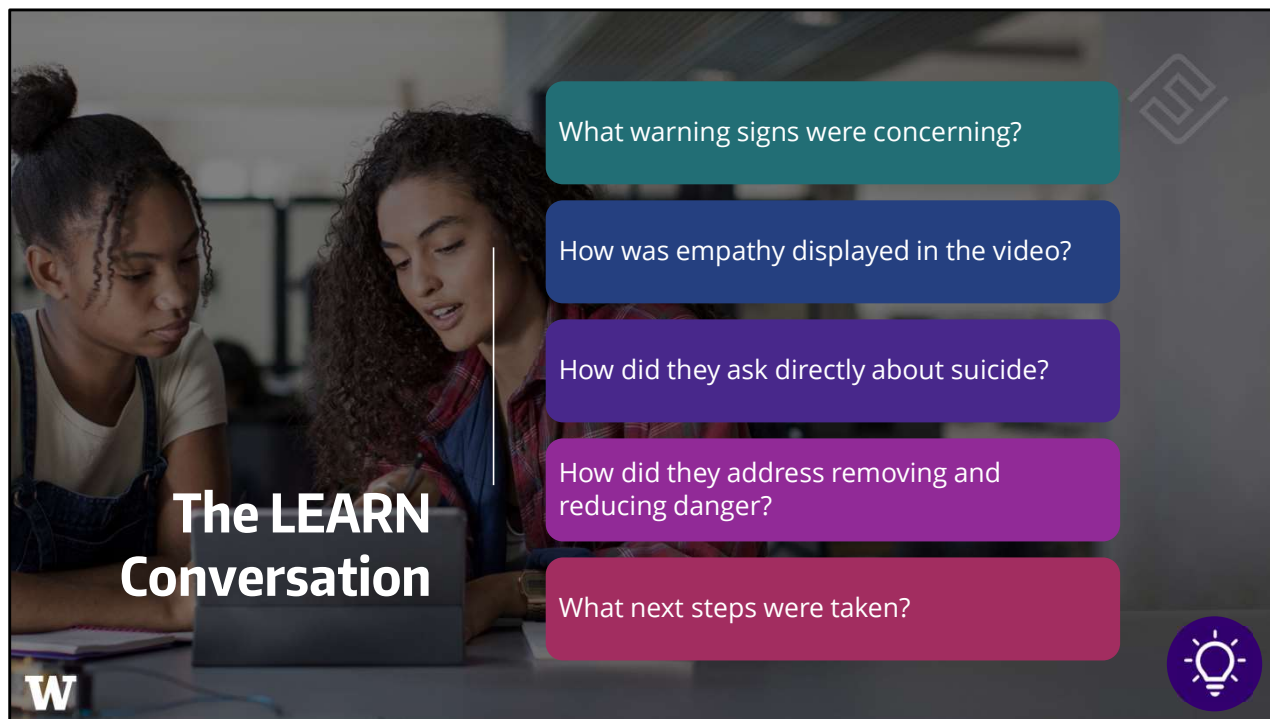 What warning signs were concerning?
How was empathy displayed in the video?
How did they ask directly about suicide?
How did they address removing and
reducing danger?
What next steps were taken?
The LEARN
Conversation
W